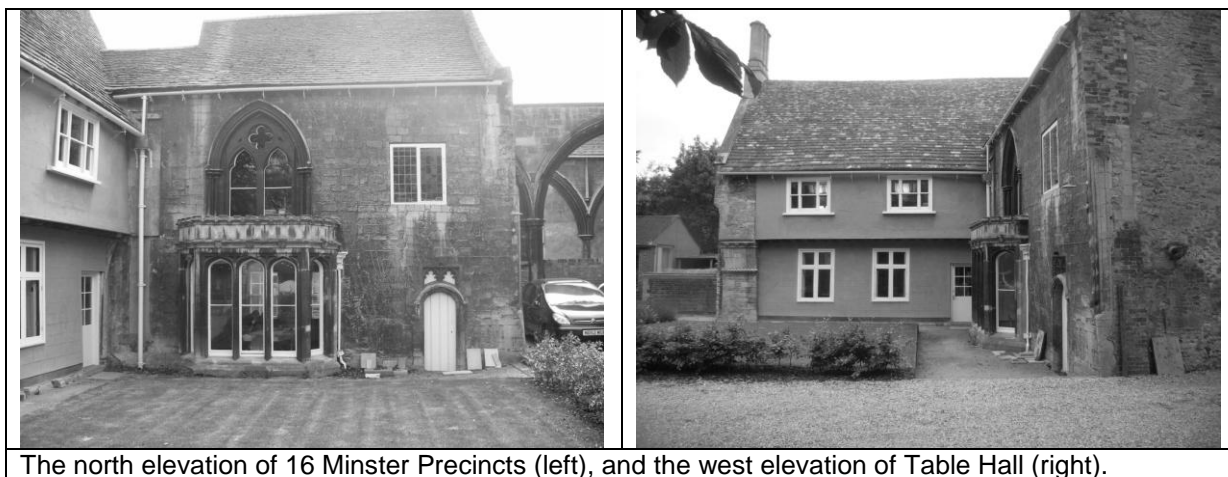 The north elevation of 16 Minster Precincts (left), and the west elevation of Table Hall (right).